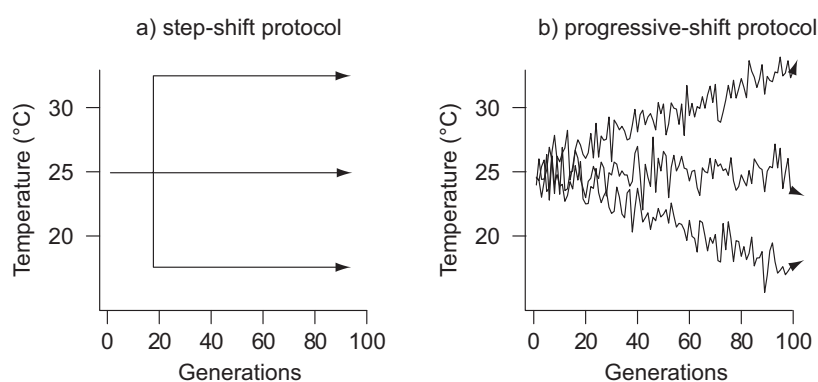 a) step-shift protocol
Temperature (°C)
30
25
20
0 20 40 60 80 100
Generations
b) progressive-shift protocol
Temperature (°C)
30
25
20
0 20 40 60 80 100
Generations